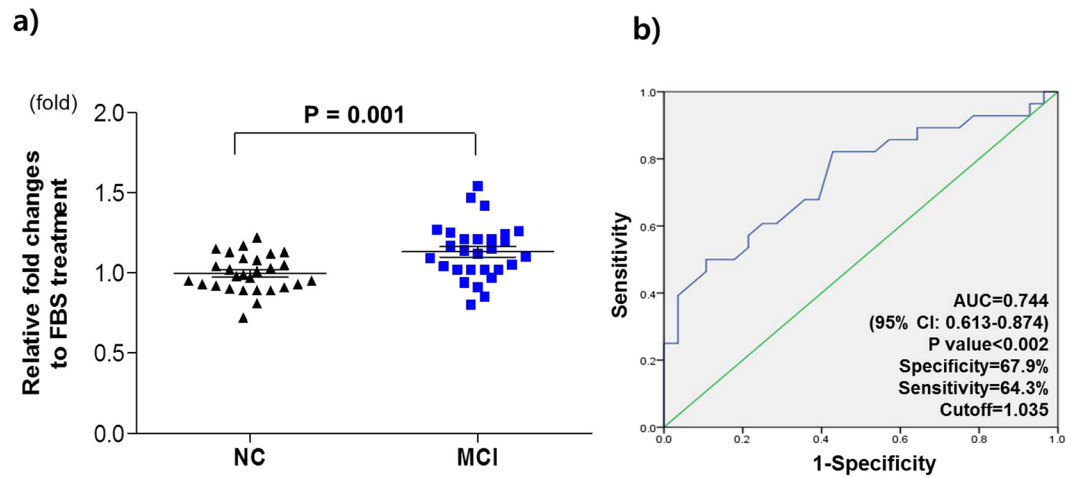 a)
(fold)
Relative fold changes
to FBS treatment
2.0
1.5
1.0
0.5
0.0
P = 0.001
NC
MCI
b)
Sensitivity
1.0
0.8
0.6
0.4
0.2
0.0
AUC=0.744
(95% CI: 0.613-0.874)
P value<0.002
Specificity=67.9%
Sensitivity=64.3%
Cutoff=1.035
0.0 0.2 0.4 0.6 0.8 1.0
1-Specificity